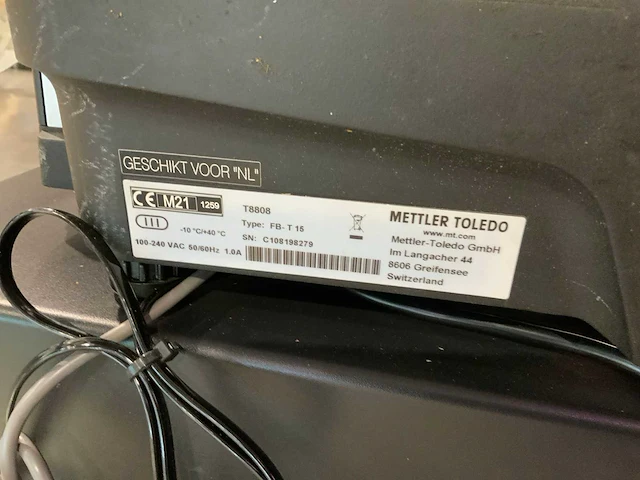 GESCHIKT VOOR "NL"
CE M21 1259
T8808
METTLER TOLEDO
www.mt.com
III
-10 °C/+40 °C
Type: FB- T 15
Mettler-Toledo GmbH
100-240 VAC 50/60Hz 1.0A
SN: C108198279
Im Langacher 44
8606 Greifensee
Switzerland